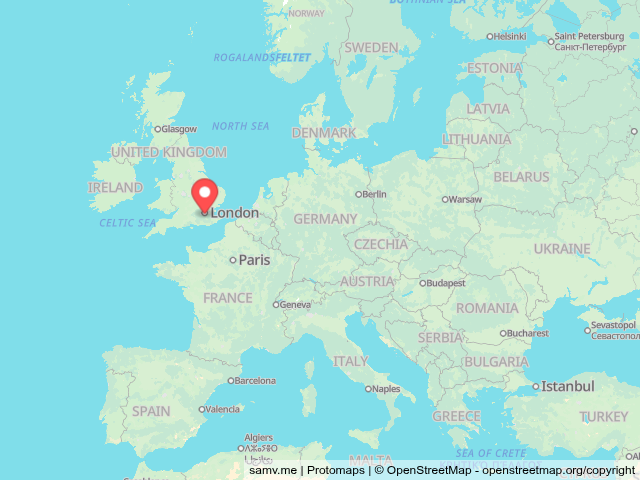 BOTHNIAN SEA
NORWAY
Helsinki
Saint Petersburg
Санкт-Петербург
SWEDEN
ROGALANDSFELTET
ESTONIA
LATVIA
Glasgow
NORTH SEA
DENMARK
LITHUANIA
UNITED KINGDOM
BELARUS
IRELAND
Berlin
Warsaw
London
CELTIC SEA
GERMANY
CZECHIA
UKRAINE
Paris
AUSTRIA
Budapest
FRANCE
Geneva
ROMANIA
Sevastopol
Севастопол
SERBIA
Bucharest
ITALY
BULGARIA
Barcelona
Naples
Istanbul
SPAIN
Valencia
GREECE
TURKEY
Algiers
SEA OF CRETE
MALTA
samv.me | Protomaps | © OpenStreetMap - openstreetmap.org/copyright